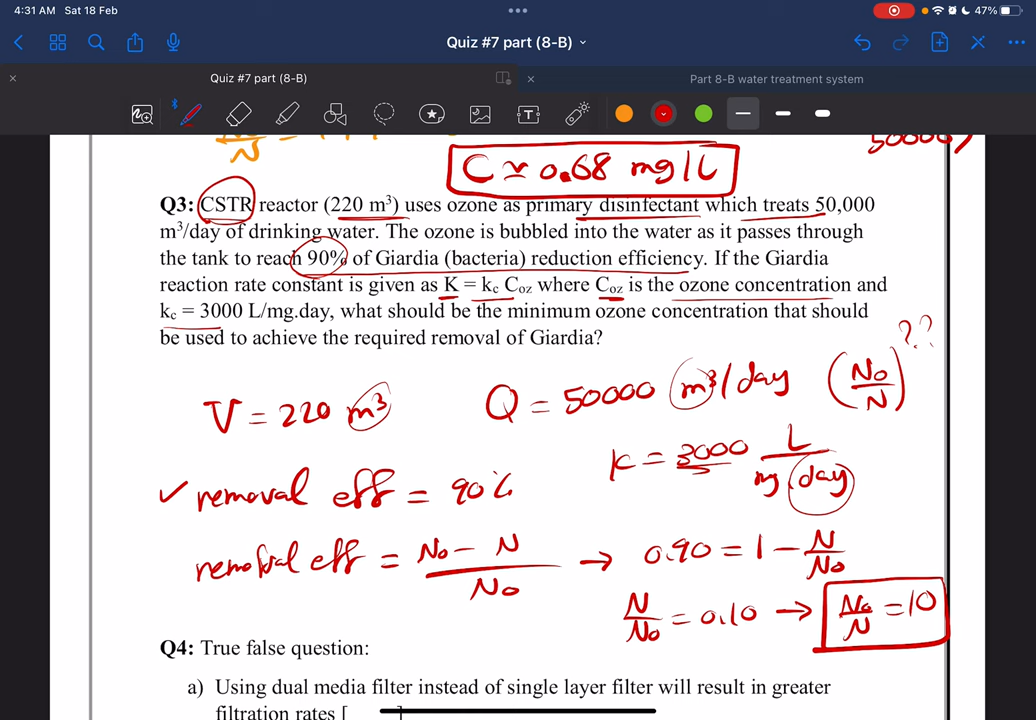 4:31 AM Sat 18 Feb
47%
Quiz #7 part (8-B)
Quiz #7 part (8-B)
Part 8-B water treatment system
No/N =
50000
C ≃ 0.68 mg/L
Q3: CSTR reactor (220 m³) uses ozone as primary disinfectant which treats 50,000
m³/day of drinking water. The ozone is bubbled into the water as it passes through
the tank to reach 90% of Giardia (bacteria) reduction efficiency. If the Giardia
reaction rate constant is given as K = kc Coz where Coz is the ozone concentration and
kc = 3000 L/mg.day, what should be the minimum ozone concentration that should
be used to achieve the required removal of Giardia?
??
V = 220 m³ Q = 50000 m³/day (No/N)
K = 3000 L/mg.day
✓ removal eff = 90%
removal eff = No - N / No → 0.90 = 1 - N/No
N/No = 0.10 → No/N = 10
Q4: True false question:
a) Using dual media filter instead of single layer filter will result in greater
filtration rates [ ]